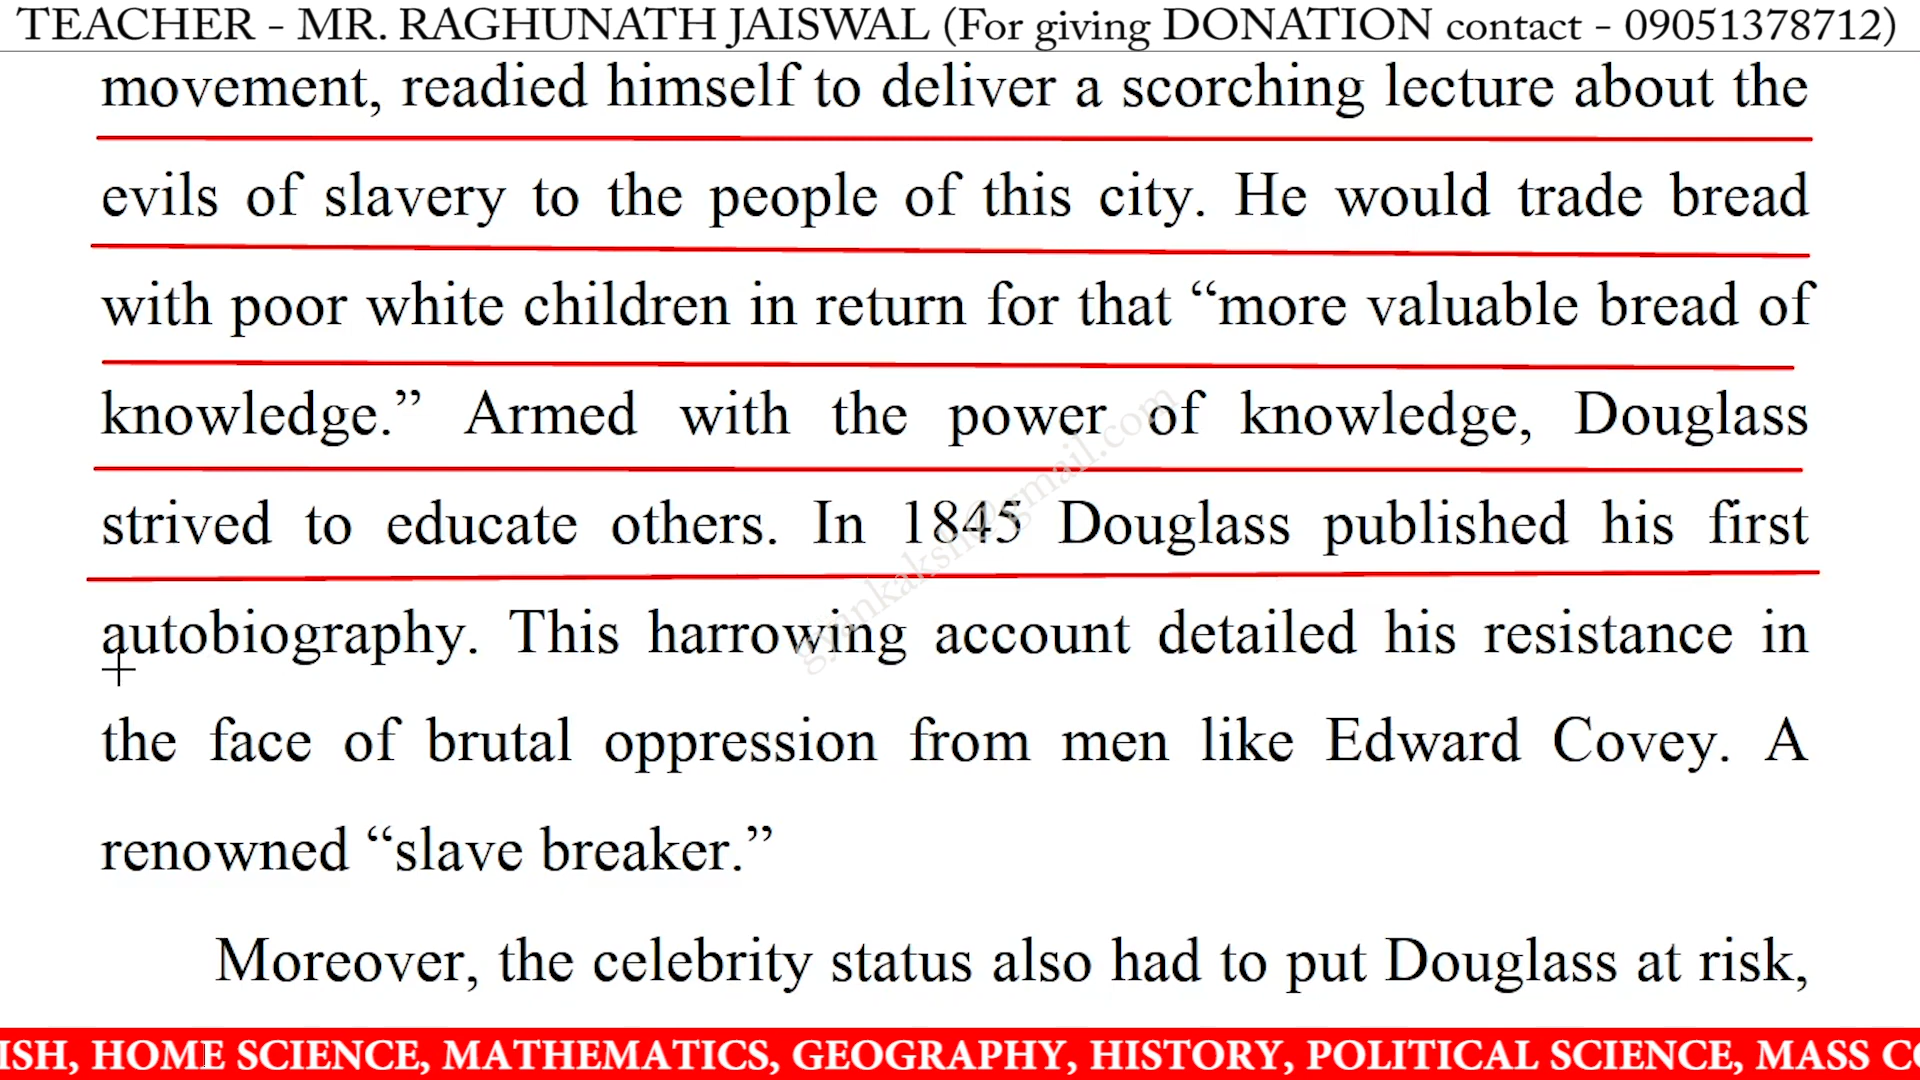 TEACHER - MR. RAGHUNATH JAISWAL (For giving DONATION contact - 09051378712)
movement, readied himself to deliver a scorching lecture about the
evils of slavery to the people of this city. He would trade bread
with poor white children in return for that “more valuable bread of
knowledge.” Armed with the power of knowledge, Douglass
strived to educate others. In 1845 Douglass published his first
autobiography. This harrowing account detailed his resistance in
the face of brutal oppression from men like Edward Covey. A
renowned “slave breaker.”
Moreover, the celebrity status also had to put Douglass at risk,
ISH, HOME SCIENCE, MATHEMATICS, GEOGRAPHY, HISTORY, POLITICAL SCIENCE, MASS CO